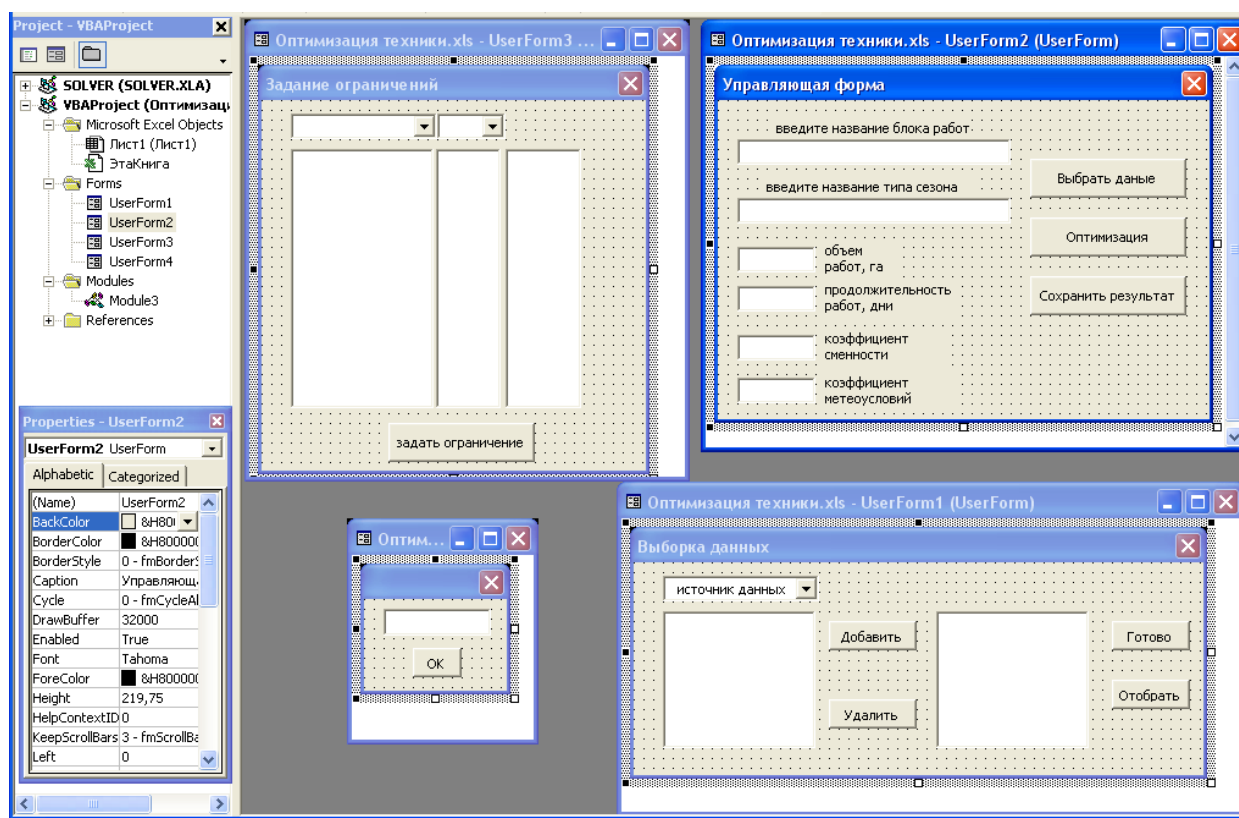 Project - VBAProject
SOLVER (SOLVER.XLA)
VBAProject (Оптимизаци
Microsoft Excel Objects
Лист1 (Лист1)
ЭтаКнига
Forms
UserForm1
UserForm2
UserForm3
UserForm4
Modules
Module3
References
Properties - UserForm2
UserForm2 UserForm
Alphabetic
Categorized
(Name) UserForm2
BackColor &H80
BorderColor &H800000
BorderStyle 0 - fmBorderS
Caption Управляющ
Cycle 0 - fmCycleAl
DrawBuffer 32000
Enabled True
Font Tahoma
ForeColor &H800000
Height 219,75
HelpContextID 0
KeepScrollBars 3 - fmScrollBa
Left 0
Оптимизация техники.xls - UserForm3 ...
Задание ограничений
задать ограничение
Оптимизация техники.xls - UserForm2 (UserForm)
Управляющая форма
введите название блока работ
введите название типа сезона
объем
работ, га
продолжительность
работ, дни
коэффициент
сменности
коэффициент
метеоусловий
Выбрать даные
Оптимизация
Сохранить результат
Оптим...
OK
Оптимизация техники.xls - UserForm1 (UserForm)
Выборка данных
источник данных
Добавить
Удалить
Готово
Отобрать